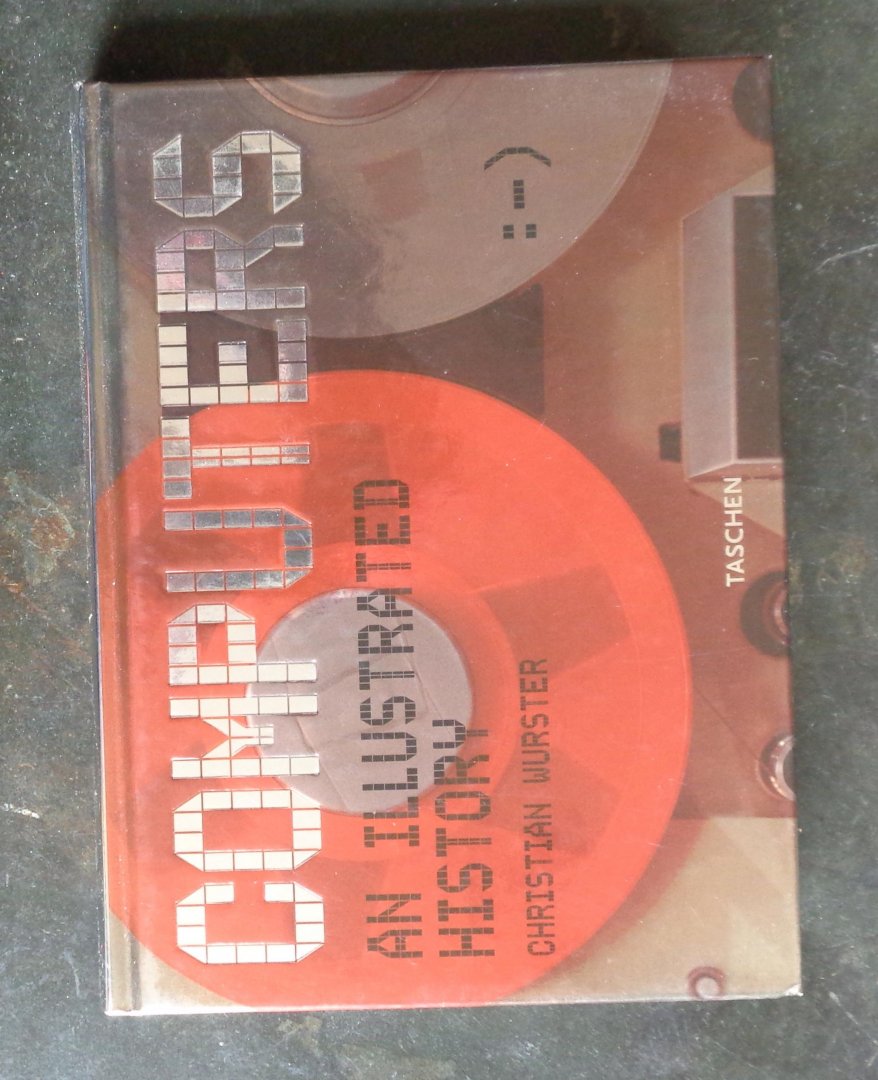 COMPUTERS
AN ILLUSTRATED
HISTORY
CHRISTIAN WURSTER
:-)
TASCHEN